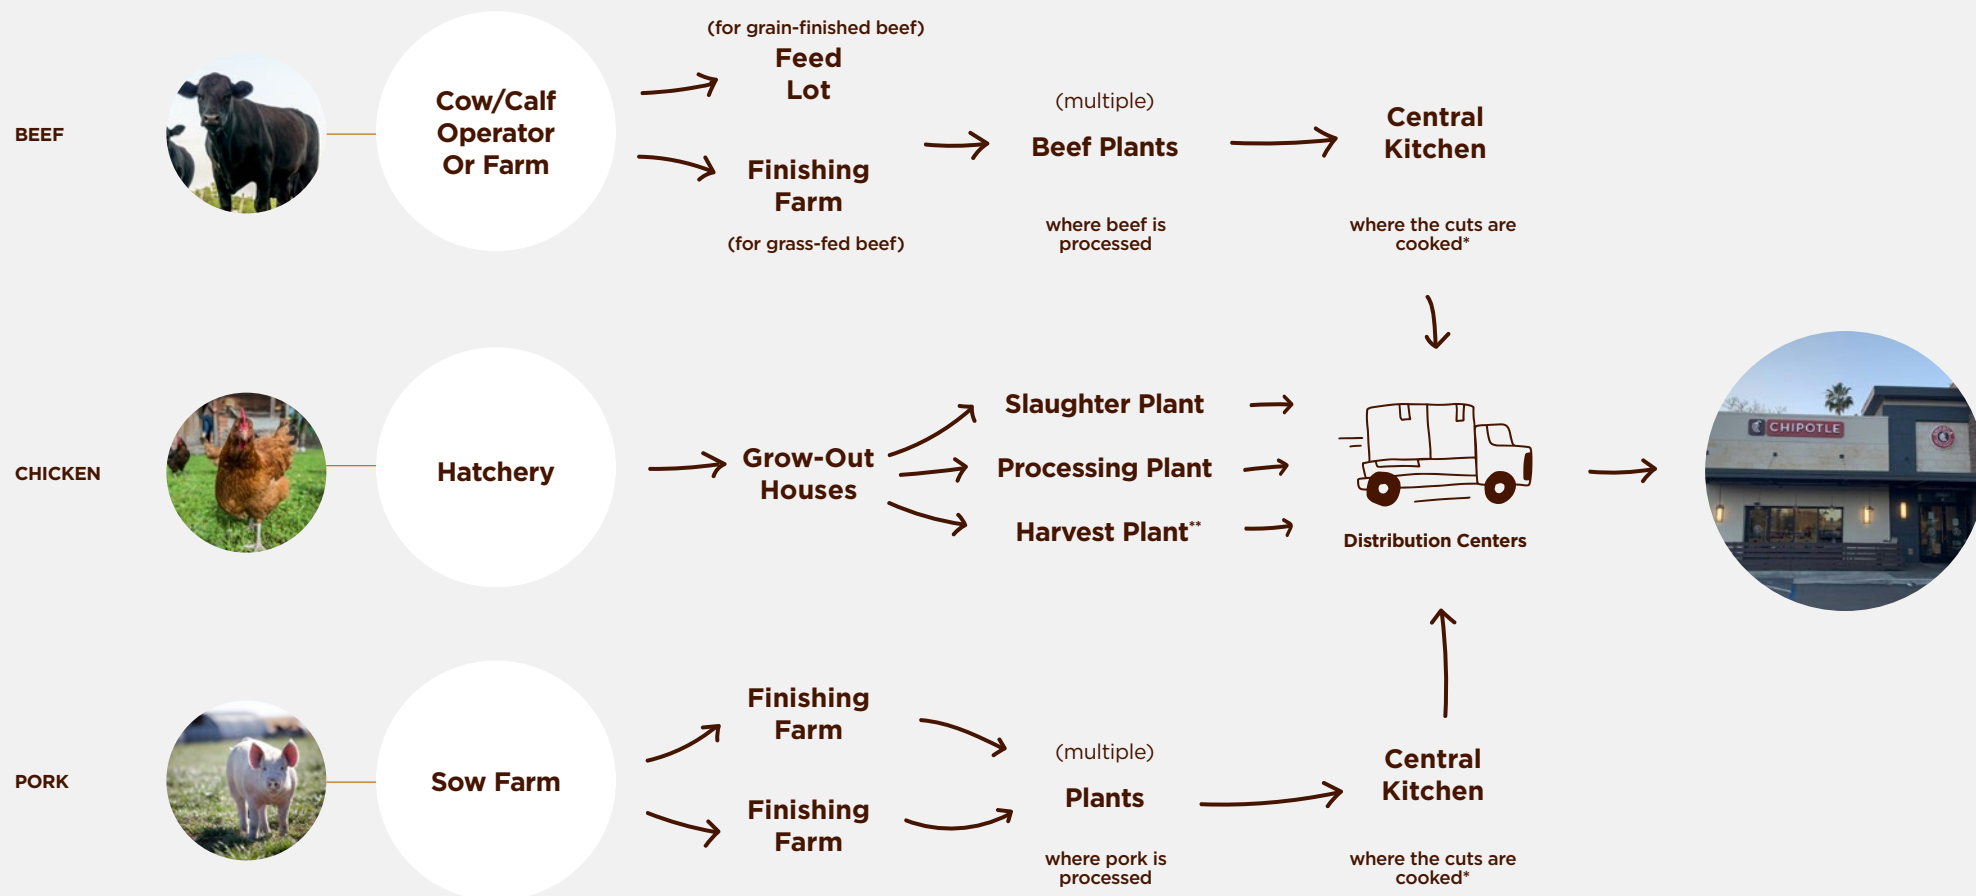 BEEF
Cow/Calf
Operator
Or Farm
(for grain-finished beef)
Feed
Lot
Finishing
Farm
(for grass-fed beef)
(multiple)
Beef Plants
where beef is
processed
Central
Kitchen
where the cuts are
cooked*
CHICKEN
Hatchery
Grow-Out
Houses
Slaughter Plant
Processing Plant
Harvest Plant**
Distribution Centers
CHIPOTLE
PORK
Sow Farm
Finishing
Farm
Finishing
Farm
(multiple)
Plants
where pork is
processed
Central
Kitchen
where the cuts are
cooked*